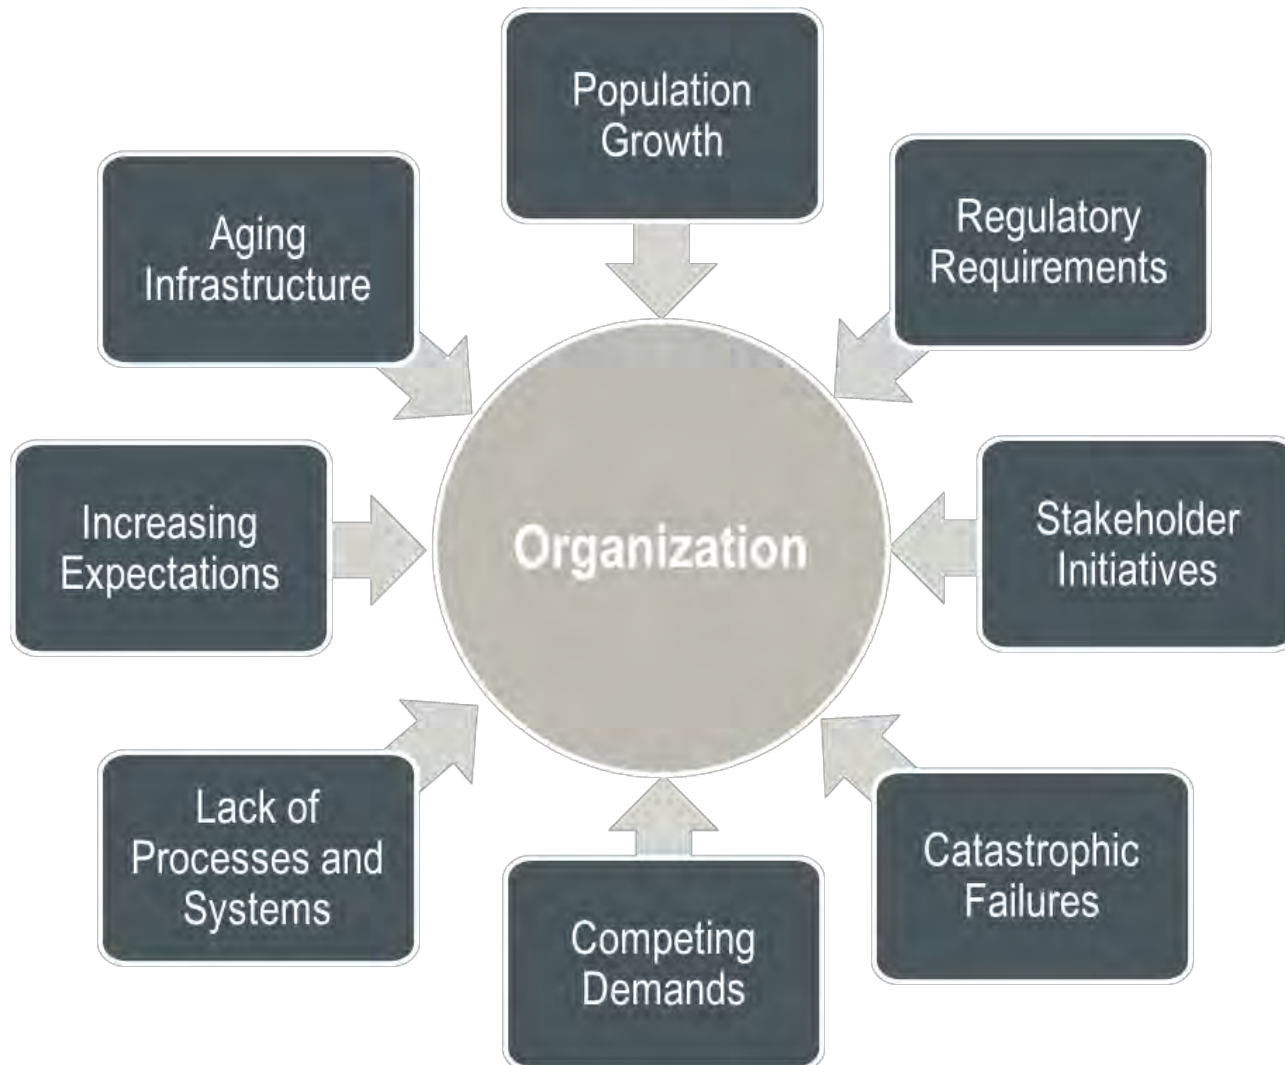 Population
Growth
Regulatory
Requirements
Stakeholder
Initiatives
Catastrophic
Failures
Competing
Demands
Lack of
Processes and
Systems
Increasing
Expectations
Aging
Infrastructure
Organization